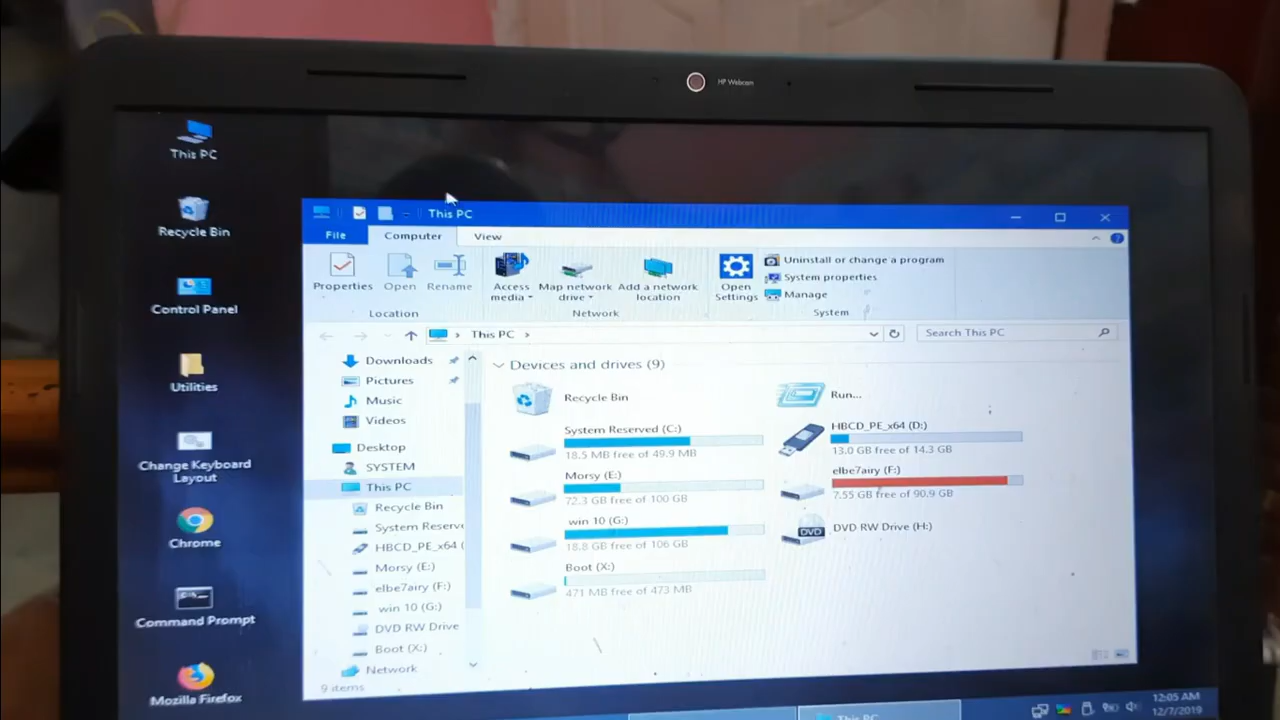 HP Webcam
This PC
Recycle Bin
Control Panel
Utilities
Change Keyboard
Layout
Chrome
Command Prompt
Mozilla Firefox
This PC
File
Computer
View
Properties
Open
Rename
Access
media
Map network
drive
Add a network
location
Open
Settings
Uninstall or change a program
System properties
Manage
Location
Network
System
This PC
Search This PC
Downloads
Pictures
Music
Videos
Desktop
SYSTEM
This PC
Recycle Bin
System Reserve
HBCD_PE_x64 (
Morsy (E:)
elbe7airy (F:)
win 10 (G:)
DVD RW Drive
Boot (X:)
Network
9 items
Devices and drives (9)
Recycle Bin
Run...
System Reserved (C:)
18.5 MB free of 49.9 MB
HBCD_PE_x64 (D:)
13.0 GB free of 14.3 GB
Morsy (E:)
72.3 GB free of 100 GB
elbe7airy (F:)
7.55 GB free of 90.9 GB
win 10 (G:)
18.8 GB free of 106 GB
DVD
DVD RW Drive (H:)
Boot (X:)
471 MB free of 473 MB
This PC
12:05 AM
12/7/2019